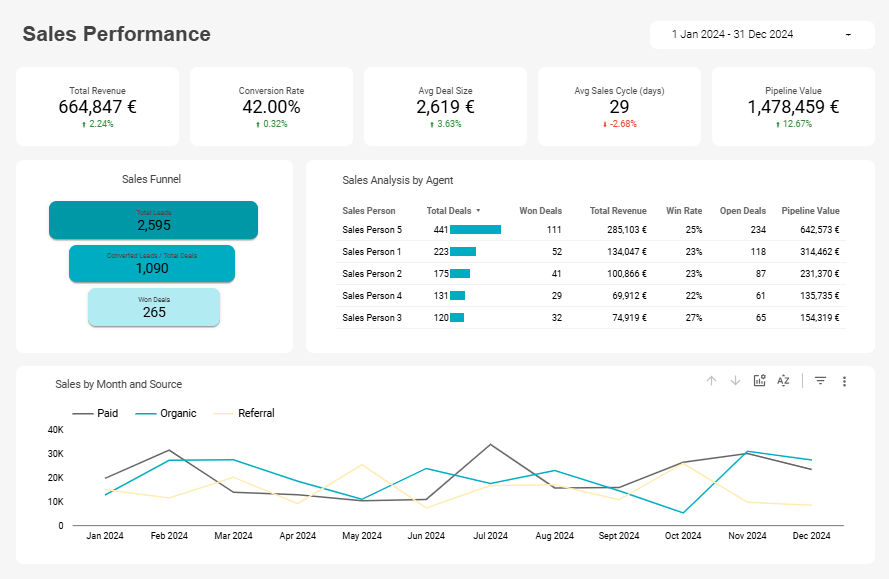 Sales Performance
1 Jan 2024 - 31 Dec 2024
Total Revenue
664,847 €
2.24%
Conversion Rate
42.00%
0.32%
Avg Deal Size
2,619 €
3.63%
Avg Sales Cycle (days)
29
-2.68%
Pipeline Value
1,478,459 €
12.67%
Sales Funnel
Total Leads
2,595
Converted Leads / Total Deals
1,090
Won Deals
265
Sales Analysis by Agent
Sales Person Total Deals Won Deals Total Revenue Win Rate Open Deals Pipeline Value
Sales Person 5 441 111 285,103 € 25% 234 642,573 €
Sales Person 1 223 52 134,047 € 23% 118 314,462 €
Sales Person 2 175 41 100,866 € 23% 87 231,370 €
Sales Person 4 131 29 69,912 € 22% 61 135,735 €
Sales Person 3 120 32 74,919 € 27% 65 154,319 €
Sales by Month and Source
AZ
Paid Organic Referral
40K
30K
20K
10K
0
Jan 2024 Feb 2024 Mar 2024 Apr 2024 May 2024 Jun 2024 Jul 2024 Aug 2024 Sept 2024 Oct 2024 Nov 2024 Dec 2024